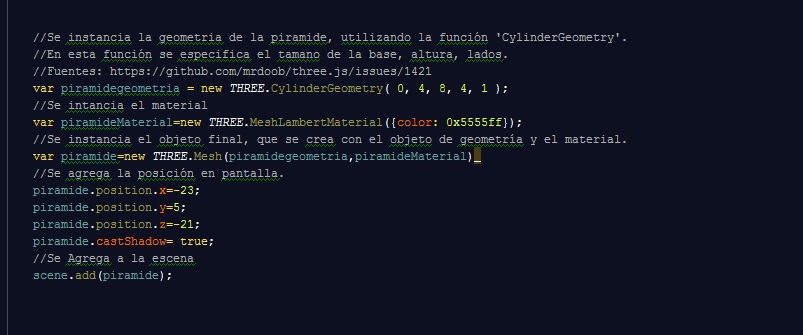 //Se instancia la geometria de la piramide, utilizando la función 'CylinderGeometry'.
//En esta función se especifica el tamano de la base, altura, lados.
//Fuentes: https://github.com/mrdoob/three.js/issues/1421
var piramidegeometria = new THREE.CylinderGeometry( 0, 4, 8, 4, 1 );
//Se intancia el material
var piramideMaterial=new THREE.MeshLambertMaterial({color: 0x5555ff});
//Se instancia el objeto final, que se crea con el objeto de geometría y el material.
var piramide=new THREE.Mesh(piramidegeometria,piramideMaterial)
//Se agrega la posición en pantalla.
piramide.position.x=-23;
piramide.position.y=5;
piramide.position.z=-21;
piramide.castShadow= true;
//Se Agrega a la escena
scene.add(piramide);